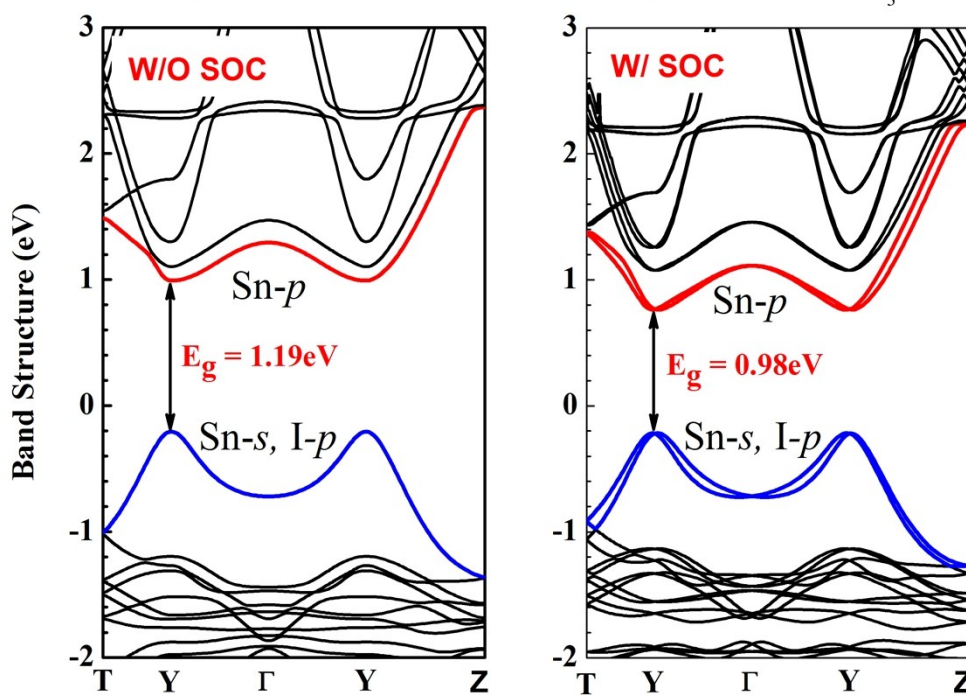 3
Band Structure (eV)
3
2
1
0
-1
-2
W/O SOC
Sn-p
E_g = 1.19eV
Sn-s, I-p
T Y Γ Y Z
3
2
1
0
-1
-2
W/ SOC
Sn-p
E_g = 0.98eV
Sn-s, I-p
T Y Γ Y Z